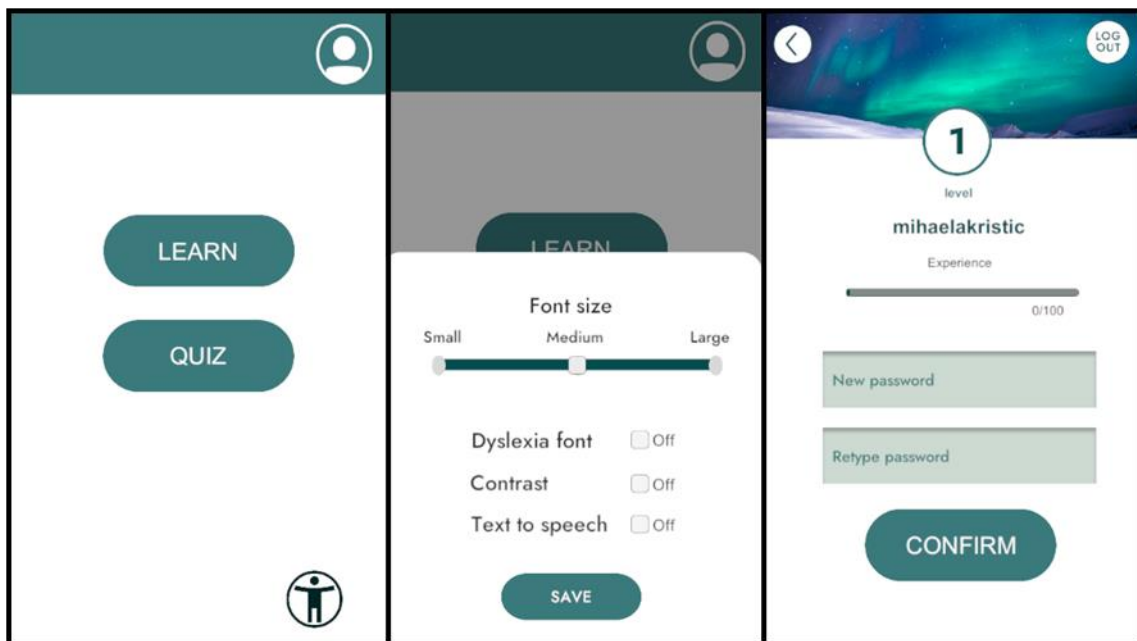 LEARN
QUIZ
LEARN
Font size
Small Medium Large
Dyslexia font Off
Contrast Off
Text to speech Off
SAVE
LOG
OUT
1
level
mihaelakristic
Experience
0/100
New password
Retype password
CONFIRM